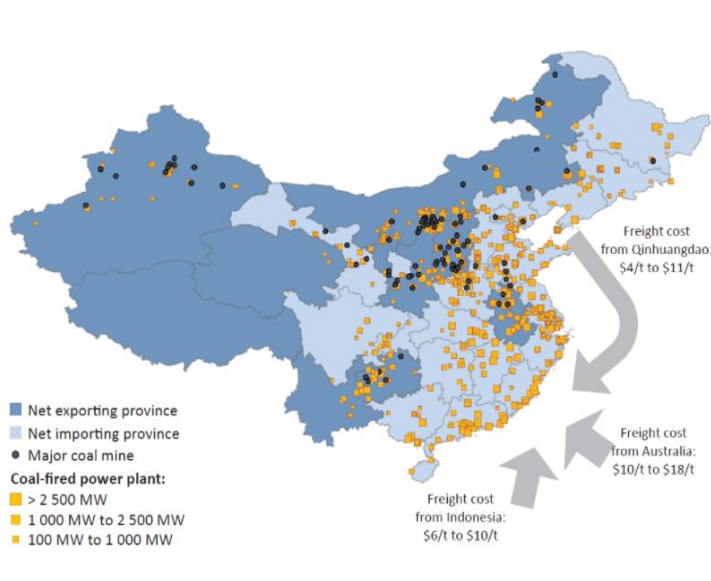 Freight cost
from Qinhuangdao:
$4/t to $11/t
Net exporting province
Net importing province
Major coal mine
Coal-fired power plant:
> 2 500 MW
1 000 MW to 2 500 MW
100 MW to 1 000 MW
Freight cost
from Australia:
$10/t to $18/t
Freight cost
from Indonesia:
$6/t to $10/t